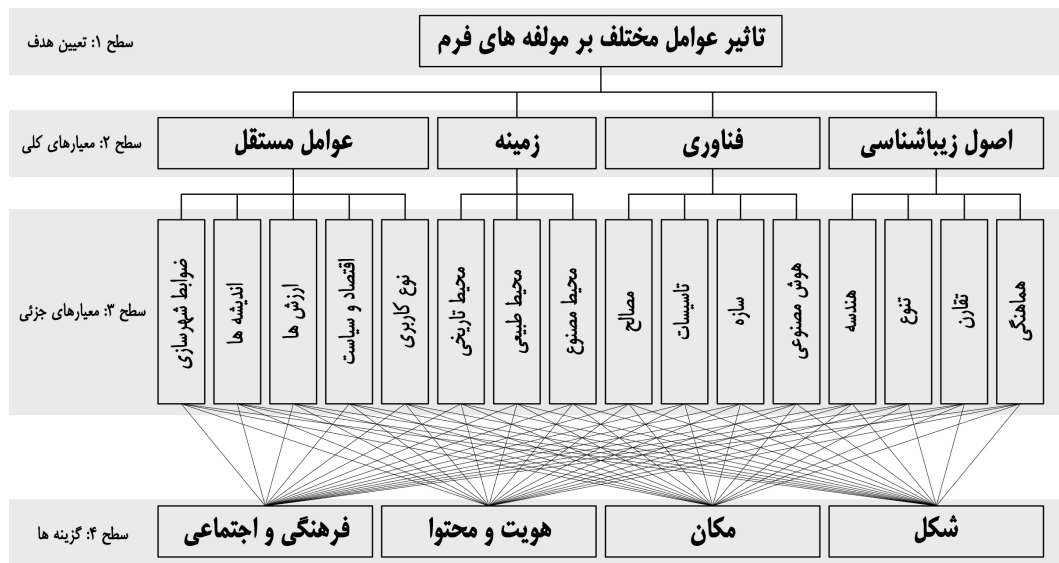 سطح ۱: تعیین هدف
تاثیر عوامل مختلف بر مولفه های فرم
سطح ۲: معیارهای کلی
اصول زیباشناسی
فناوری
زمینه
عوامل مستقل
سطح ۳: معیارهای جزئی
هماهنگی
تقارن
تنوع
هندسه
هوش مصنوعی
سازه
تاسیسات
مصالح
محیط مصنوع
محیط طبیعی
محیط تاریخی
نوع کاربری
اقتصاد و سیاست
ارزش ها
اندیشه ها
ضوابط شهرسازی
سطح ۴: گزینه ها
شکل
مکان
هویت و محتوا
فرهنگی و اجتماعی